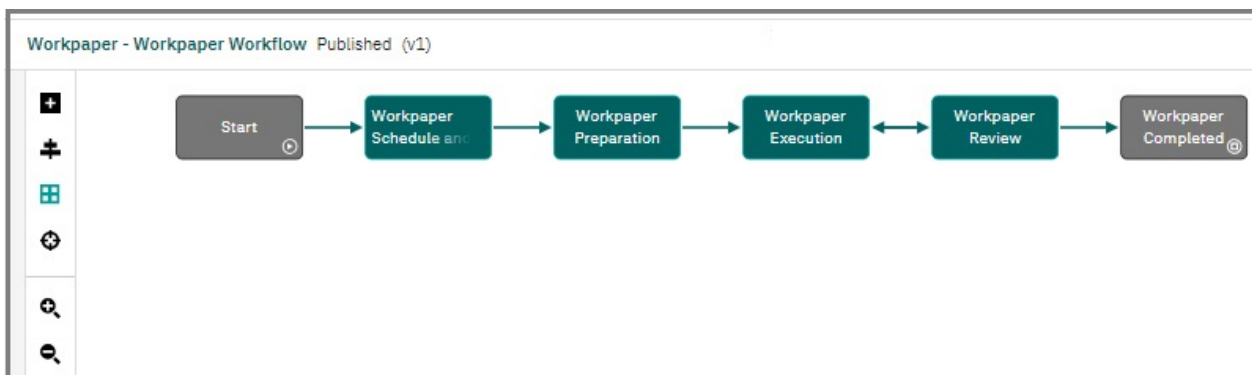 Workpaper - Workpaper Workflow Published (v1)
Start
Workpaper
Schedule and
Workpaper
Preparation
Workpaper
Execution
Workpaper
Review
Workpaper
Completed